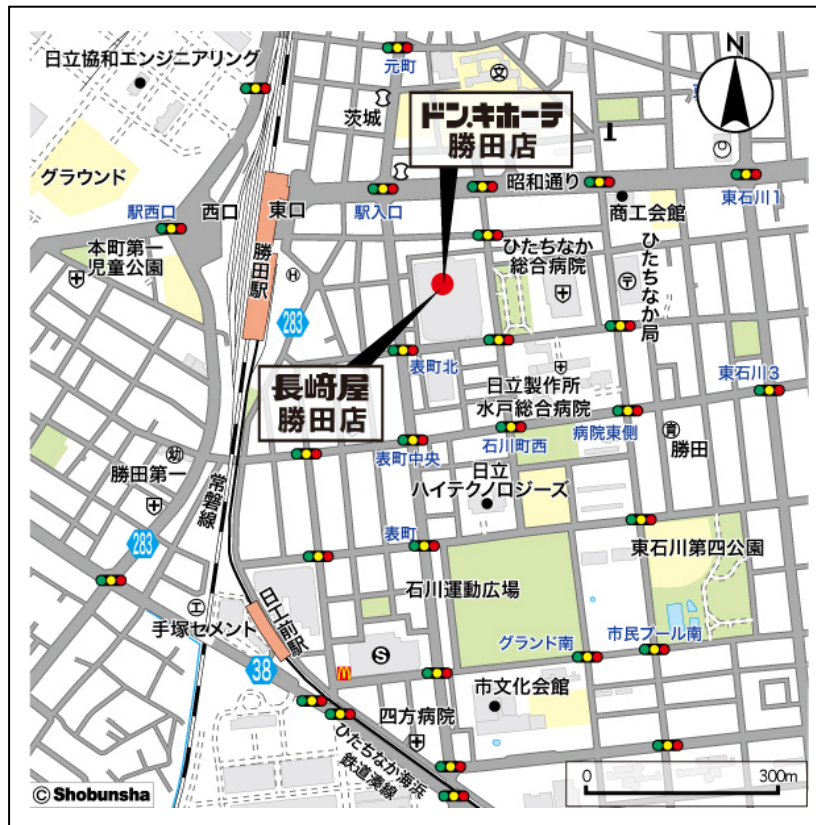 日立協和エンジニアリング
元町
文
N
茨城
ドン.キホーテ
勝田店
グラウンド
昭和通り
駅西口
西口
東口
駅入口
商工会館
東石川1
本町第一
児童公園
勝田駅
H
ひたちなか
総合病院
ひたちなか局
283
長崎屋
勝田店
表町北
日立製作所
水戸総合病院
東石川3
表町中央
石川町西
病院東側
育
勝田
幼
勝田第一
常磐線
日立
ハイテクノロジーズ
283
表町
東石川第四公園
工
手塚セメント
日工前駅
石川運動広場
38
S
グランド南
市民プール南
M
市文化会館
四方病院
ひたちなか海浜
鉄道湊線
0
300m
© Shobunsha